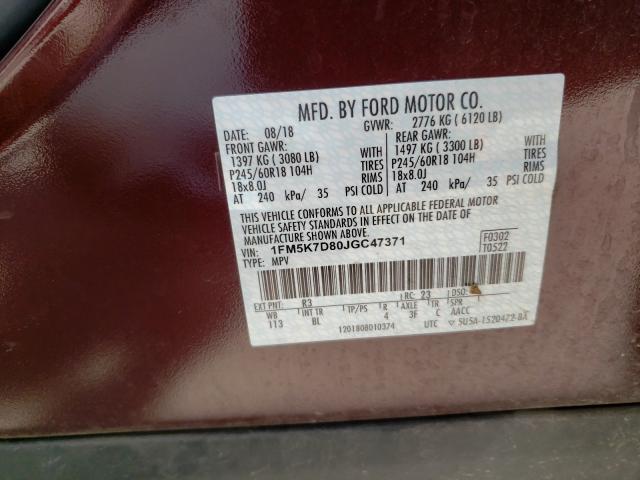 MFD. BY FORD MOTOR CO.
DATE: 08/18 GVWR: 2776 KG ( 6120 LB)
FRONT GAWR: REAR GAWR:
1397 KG ( 3080 LB) WITH 1497 KG ( 3300 LB) WITH
P245/60R18 104H TIRES P245/60R18 104H TIRES
18x8.0J RIMS 18x8.0J RIMS
AT 240 kPa/ 35 PSI COLD AT 240 kPa/ 35 PSI COLD
THIS VEHICLE CONFORMS TO ALL APPLICABLE FEDERAL MOTOR
VEHICLE SAFETY STANDARDS IN EFFECT ON THE DATE OF
MANUFACTURE SHOWN ABOVE.
VIN: 1FM5K7D80JGC47371 F0302
TYPE: MPV T0522
EXT PNT: R3 RC: 23 DSO:
WB INT TR TP/PS R AXLE TR SPR
113 BL 4 3F C AACC
1201808010374 UTC 5U5A-1520472-BA